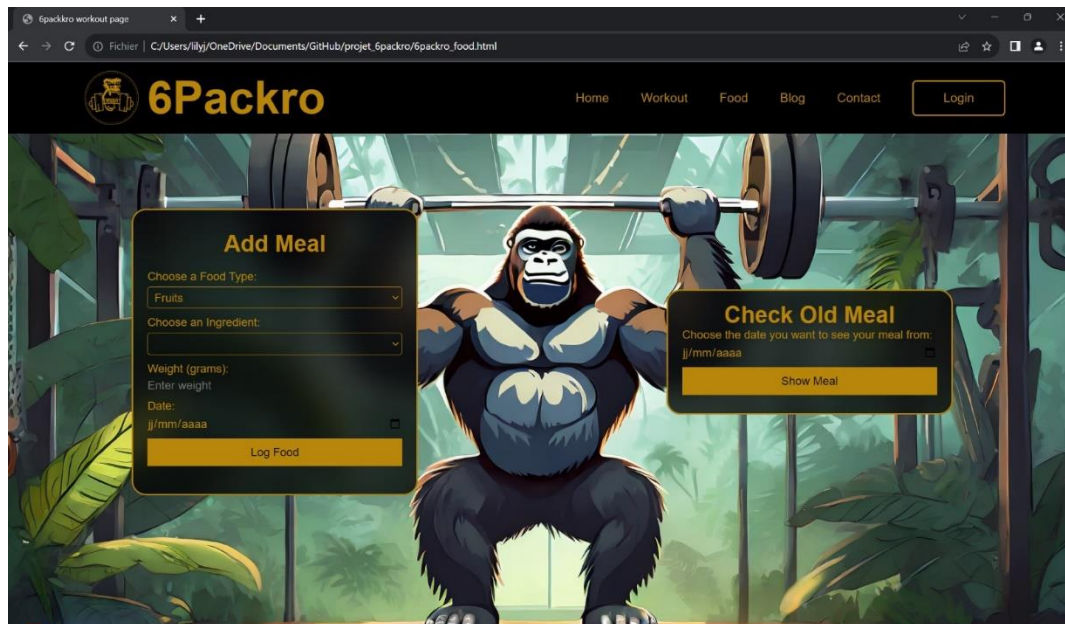 6packkro workout page
Fichier | C:/Users/lilyj/OneDrive/Documents/GitHub/projet_6packro/6packro_food.html
6Packro
Home Workout Food Blog Contact Login
Add Meal
Choose a Food Type:
Fruits
Choose an Ingredient:
Weight (grams):
Enter weight
Date:
jj/mm/aaaa
Log Food
Check Old Meal
Choose the date you want to see your meal from:
jj/mm/aaaa
Show Meal